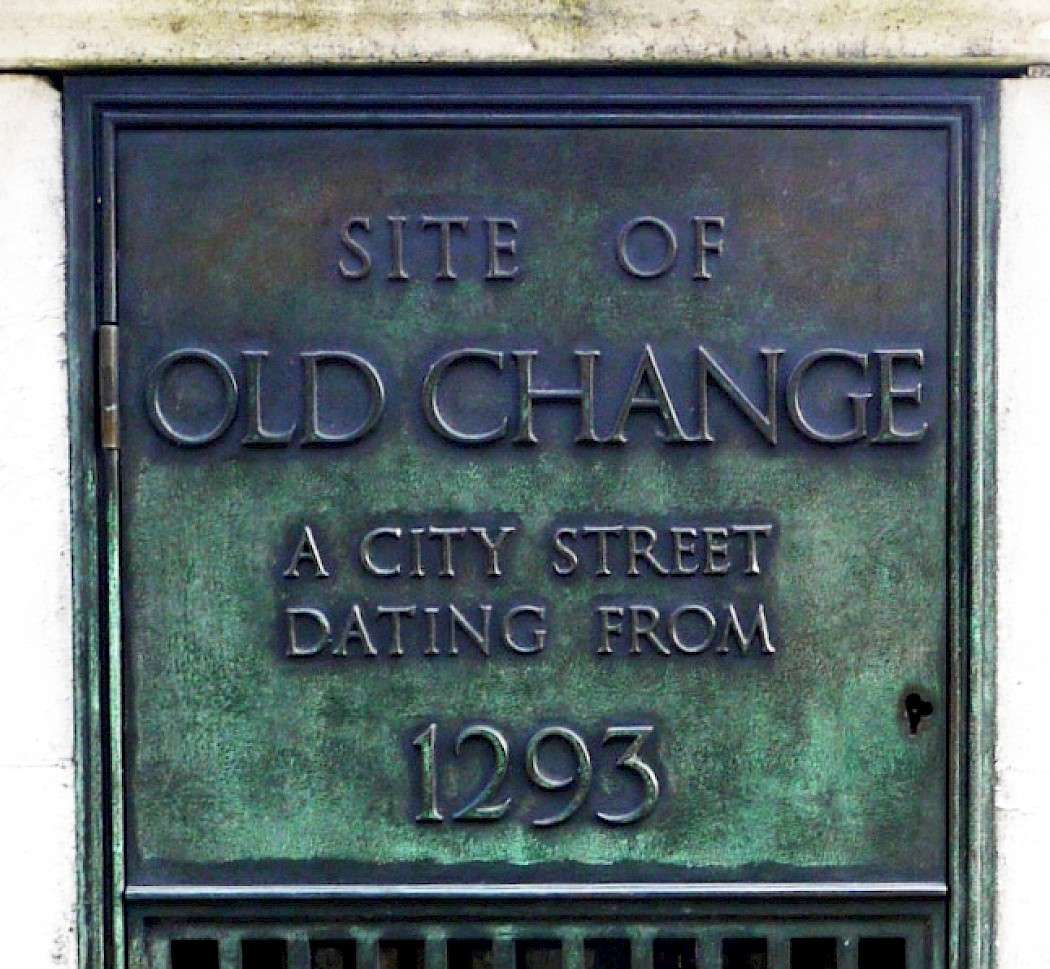 SITE OF
OLD CHANGE
A CITY STREET
DATING FROM
1293